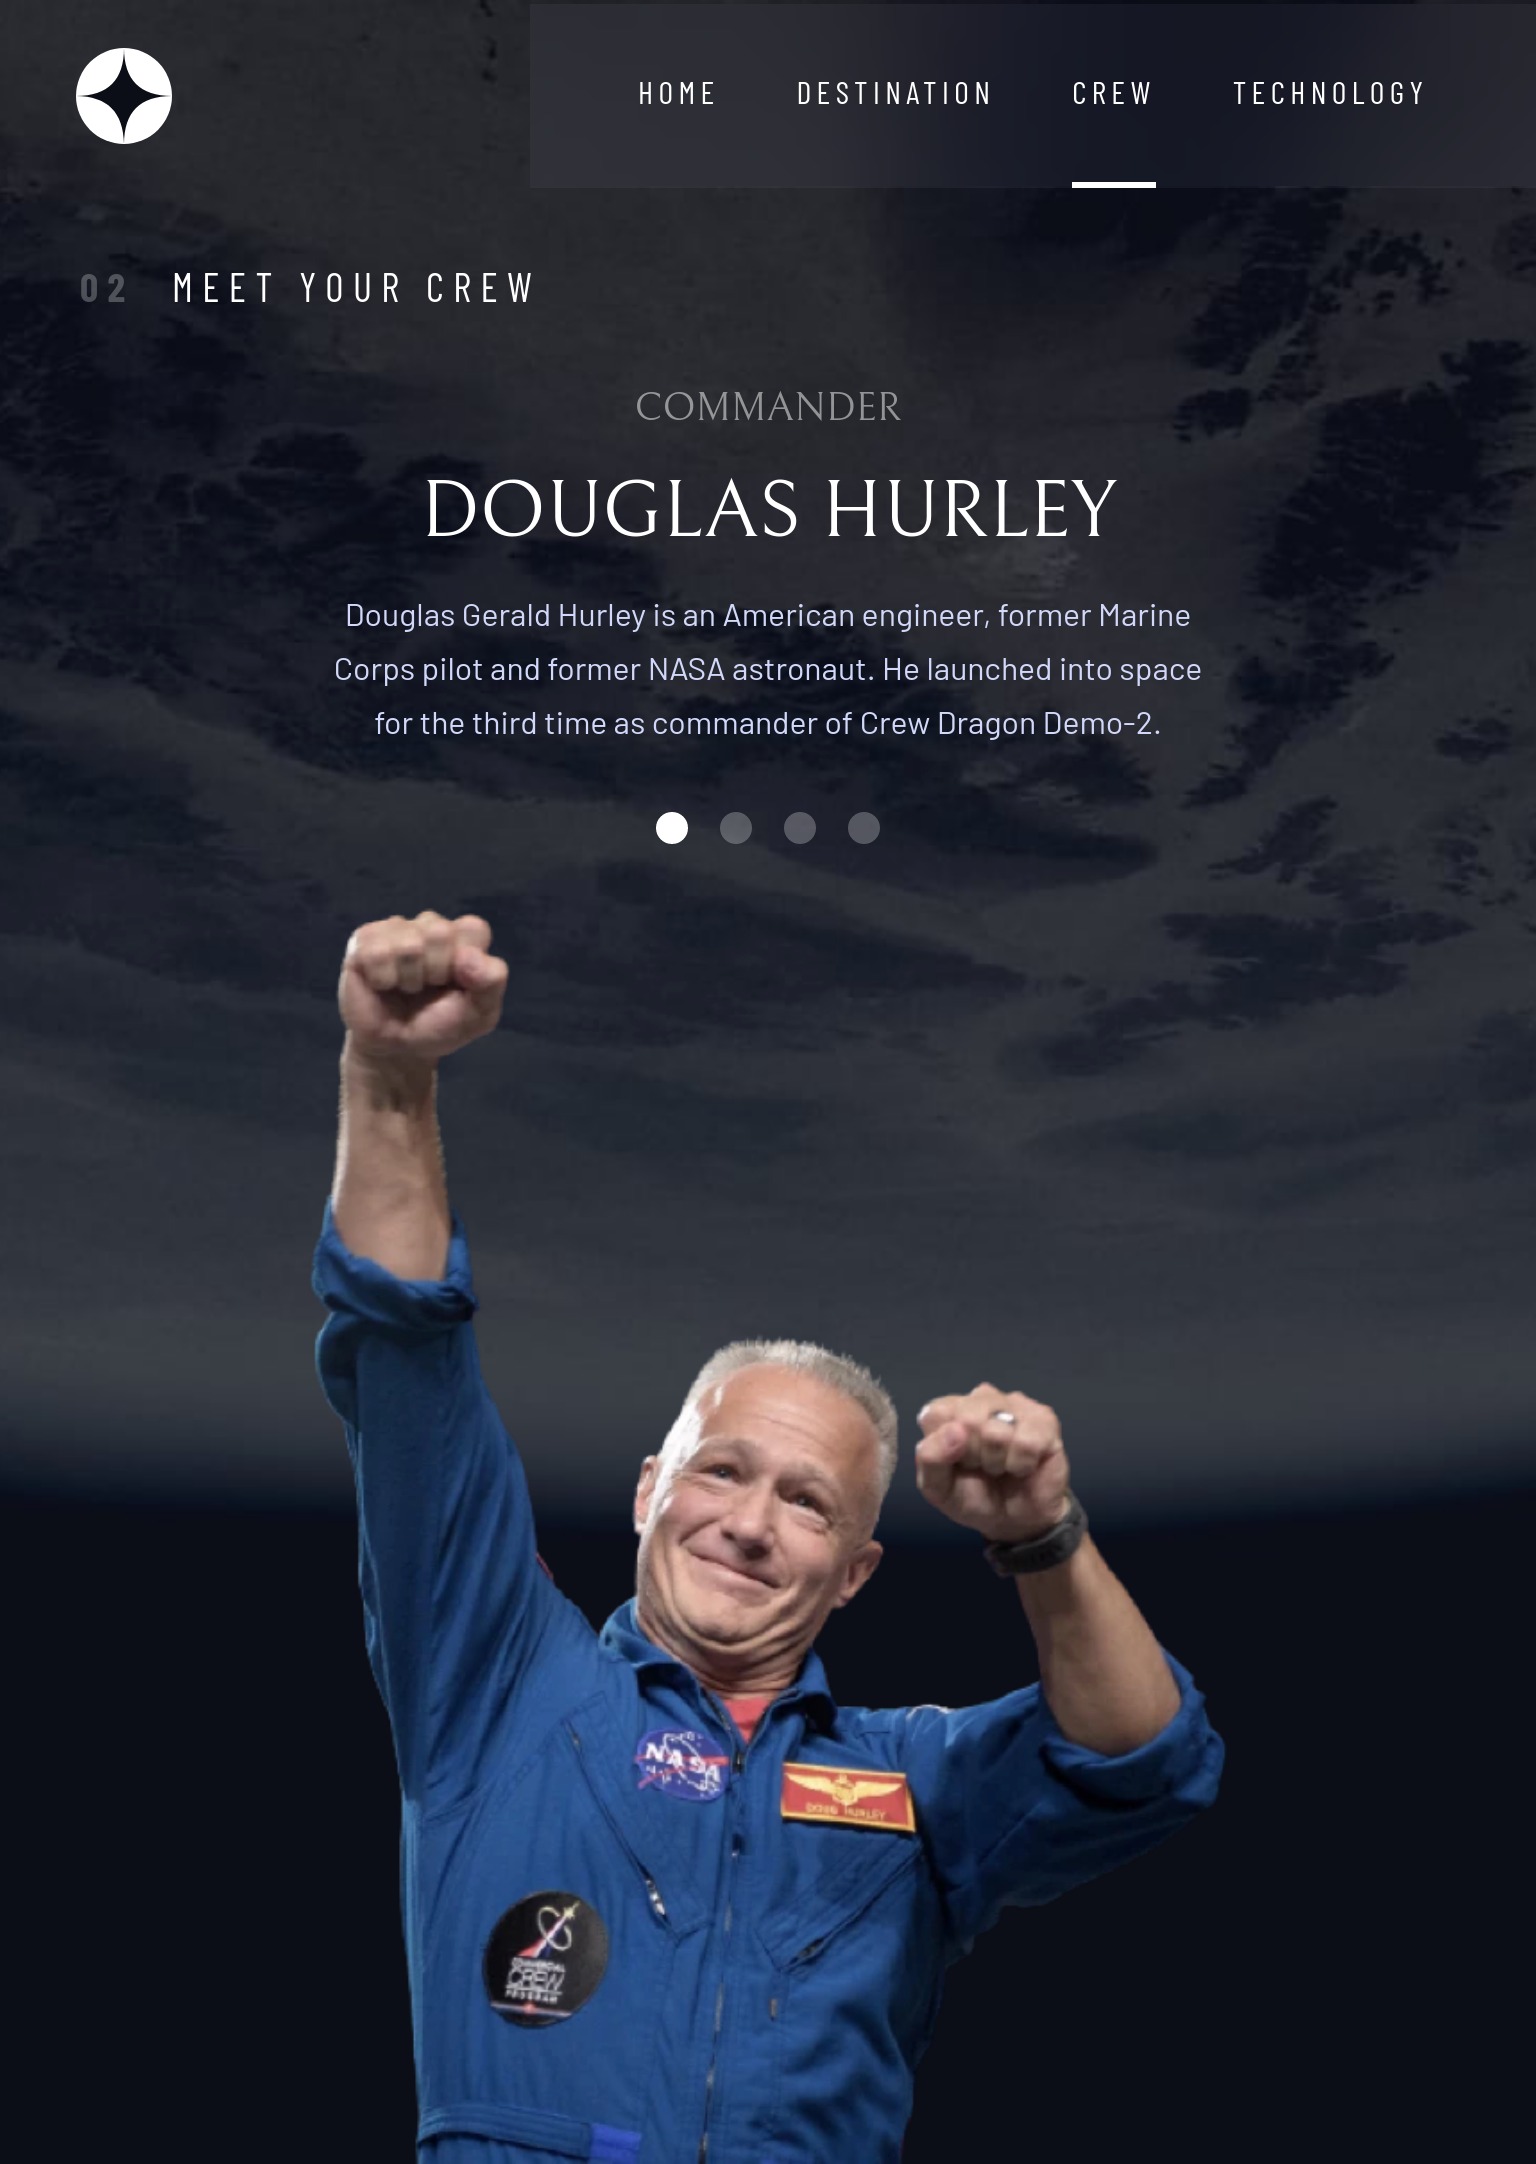 HOME DESTINATION CREW TECHNOLOGY
02 MEET YOUR CREW
COMMANDER
DOUGLAS HURLEY
Douglas Gerald Hurley is an American engineer, former Marine
Corps pilot and former NASA astronaut. He launched into space
for the third time as commander of Crew Dragon Demo-2.
NASA
DOUG HURLEY
COMMERCIAL
CREW
PROGRAM